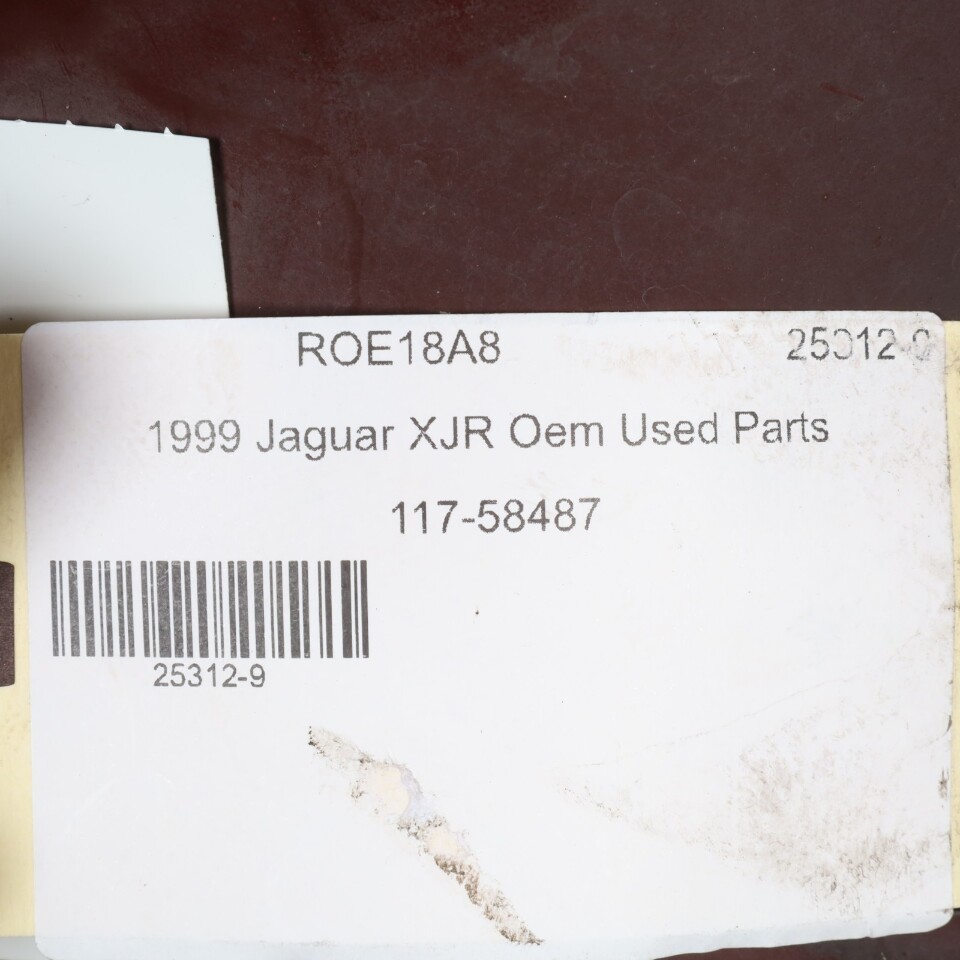 ROE18A8 25312-9
1999 Jaguar XJR Oem Used Parts
117-58487
25312-9